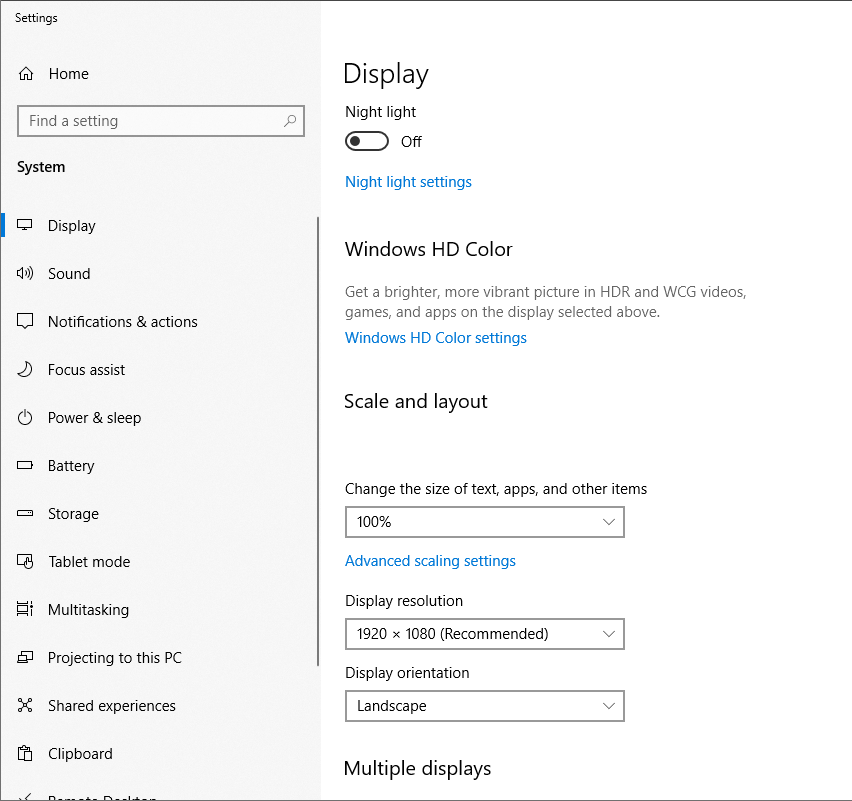 Settings
Home
Find a setting
System
Display
Sound
Notifications & actions
Focus assist
Power & sleep
Battery
Storage
Tablet mode
Multitasking
Projecting to this PC
Shared experiences
Clipboard
Remote Desktop
Display
Night light
Off
Night light settings
Windows HD Color
Get a brighter, more vibrant picture in HDR and WCG videos,
games, and apps on the display selected above.
Windows HD Color settings
Scale and layout
Change the size of text, apps, and other items
100%
Advanced scaling settings
Display resolution
1920 × 1080 (Recommended)
Display orientation
Landscape
Multiple displays